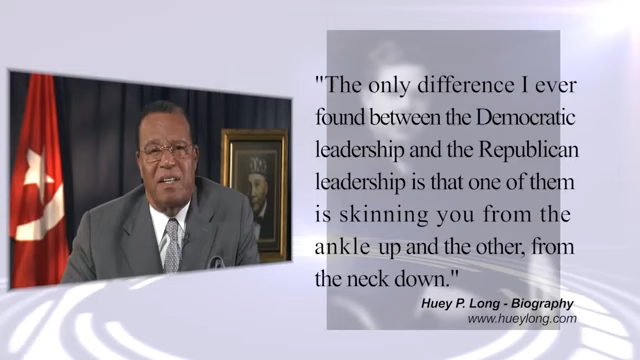 "The only difference I ever
found between the Democratic
leadership and the Republican
leadership is that one of them
is skinning you from the
ankle up and the other, from
the neck down."
Huey P. Long - Biography
www.hueylong.com